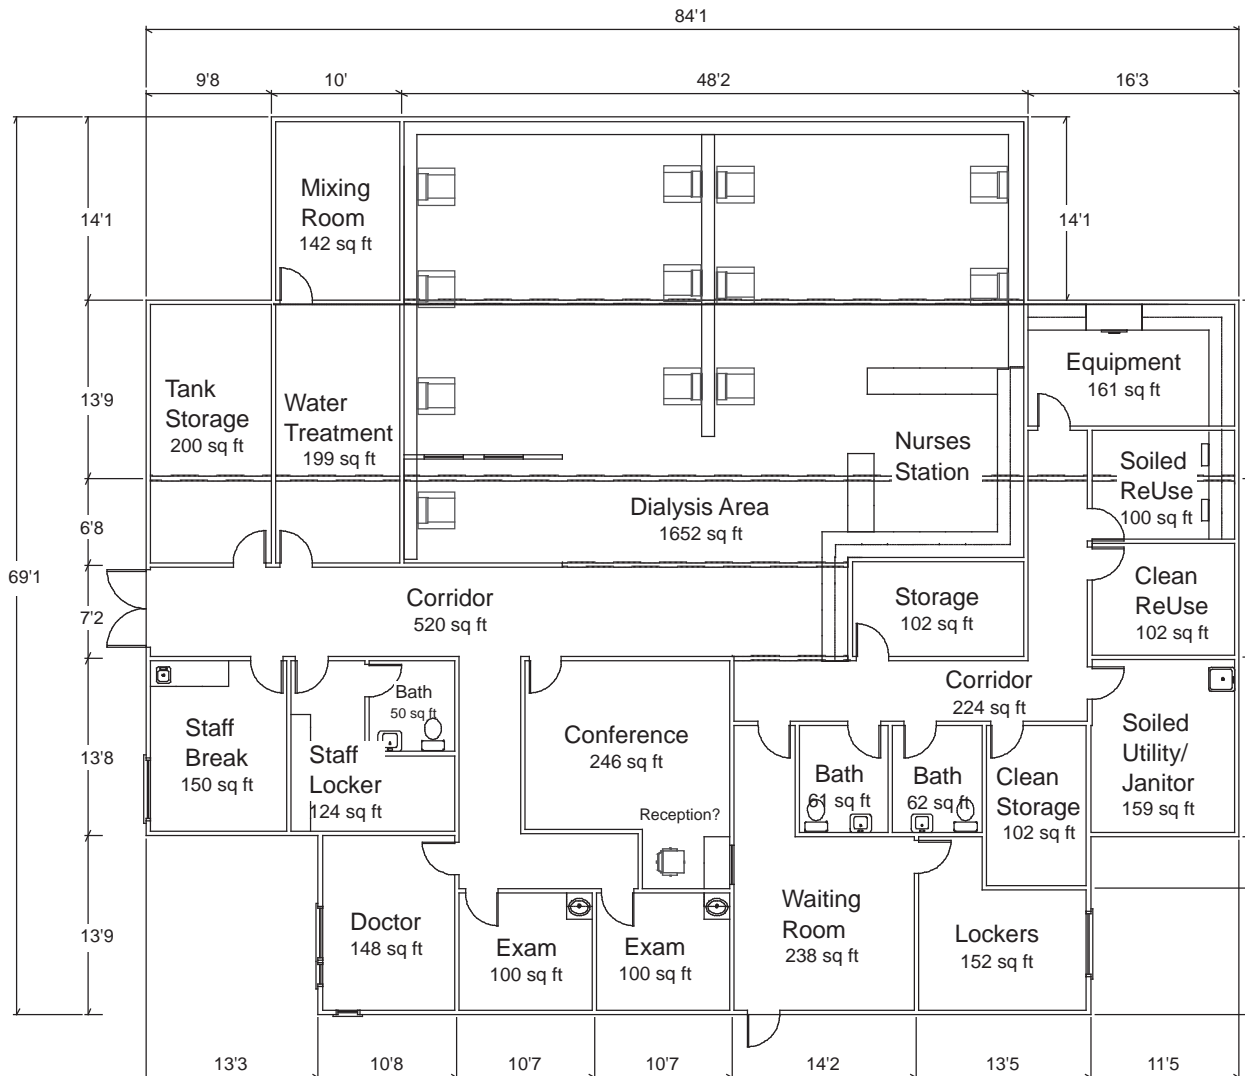 84'1
9'8
10'
48'2
16'3
Mixing
Room
142 sq ft
14'1
14'1
Tank
Storage
200 sq ft
Water
Treatment
199 sq ft
13'9
Equipment
161 sq ft
Nurses
Station
Soiled
ReUse
100 sq ft
Dialysis Area
1652 sq ft
6'8
69'1
7'2
Corridor
520 sq ft
Storage
102 sq ft
Clean
ReUse
102 sq ft
Corridor
224 sq ft
Bath
50 sq ft
Staff
Break
150 sq ft
Staff
Locker
124 sq ft
Conference
246 sq ft
Reception?
13'8
Bath
61 sq ft
Bath
62 sq ft
Clean
Storage
102 sq ft
Soiled
Utility/
Janitor
159 sq ft
13'9
Doctor
148 sq ft
Exam
100 sq ft
Exam
100 sq ft
Waiting
Room
238 sq ft
Lockers
152 sq ft
13'3
10'8
10'7
10'7
14'2
13'5
11'5